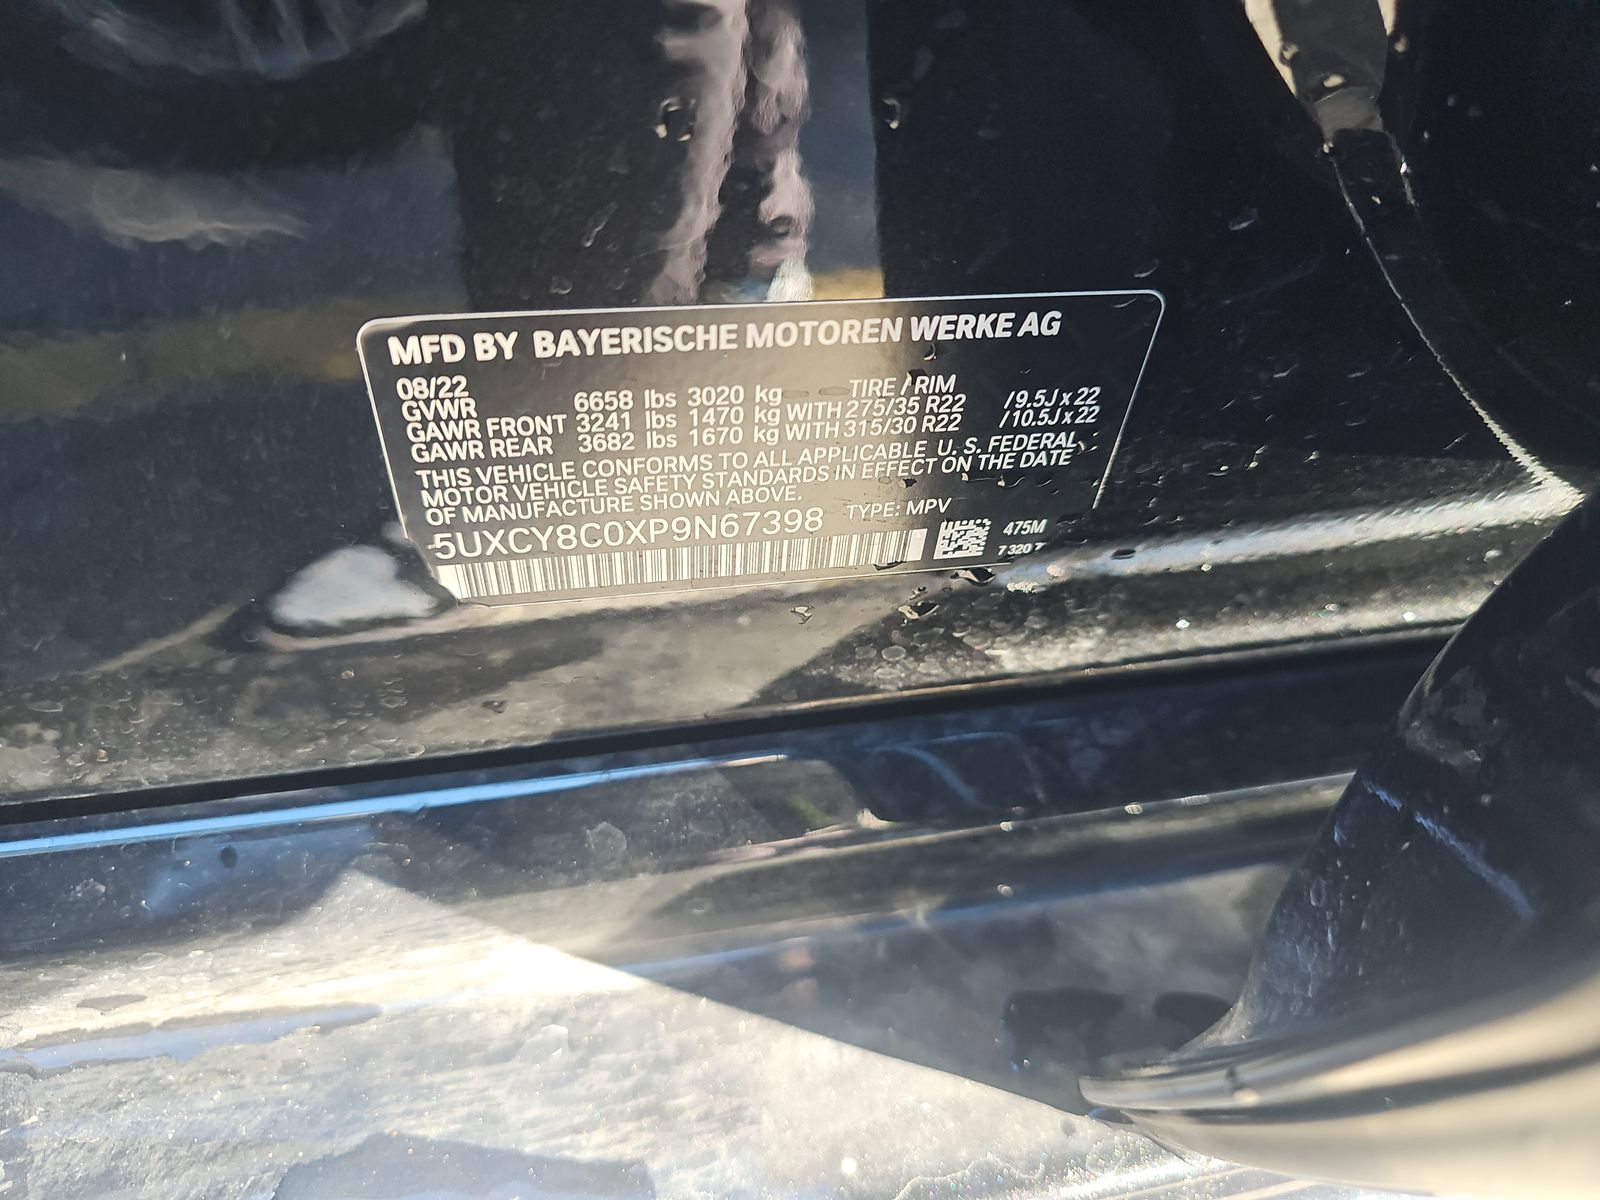 MFD BY BAYERISCHE MOTOREN WERKE AG
08/22 TIRE / RIM
GVWR 6658 lbs 3020 kg
GAWR FRONT 3241 lbs 1470 kg WITH 275/35 R22 /9.5J x 22
GAWR REAR 3682 lbs 1670 kg WITH 315/30 R22 /10.5J x 22
THIS VEHICLE CONFORMS TO ALL APPLICABLE U.S. FEDERAL
MOTOR VEHICLE SAFETY STANDARDS IN EFFECT ON THE DATE
OF MANUFACTURE SHOWN ABOVE.
5UXCY8C0XP9N67398 TYPE: MPV
475M
7 320 7